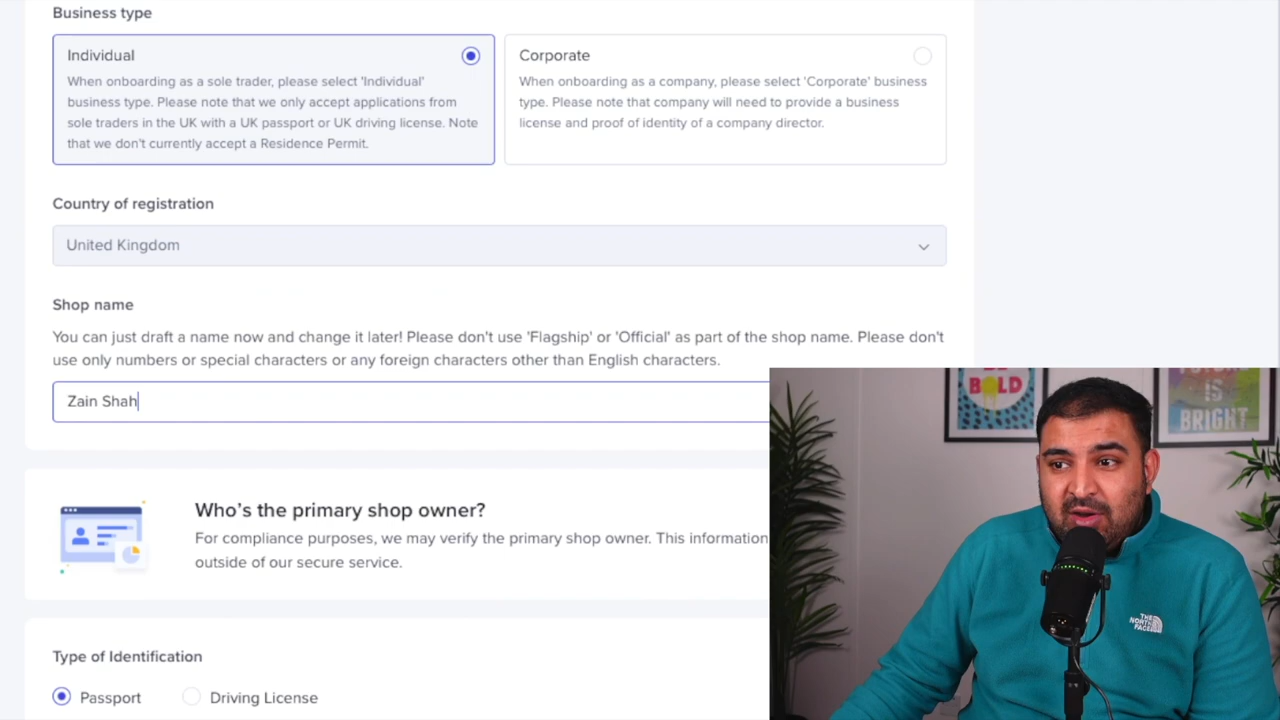 Business type
Individual
When onboarding as a sole trader, please select 'Individual'
business type. Please note that we only accept applications from
sole traders in the UK with a UK passport or UK driving license. Note
that we don't currently accept a Residence Permit.
Corporate
When onboarding as a company, please select 'Corporate' business
type. Please note that company will need to provide a business
license and proof of identity of a company director.
Country of registration
United Kingdom
Shop name
You can just draft a name now and change it later! Please don't use 'Flagship' or 'Official' as part of the shop name. Please don't
use only numbers or special characters or any foreign characters other than English characters.
Zain Shah
Who's the primary shop owner?
For compliance purposes, we may verify the primary shop owner. This information
outside of our secure service.
Type of Identification
Passport
Driving License
BOLD
IS
BRIGHT
THE
NORTH
FACE